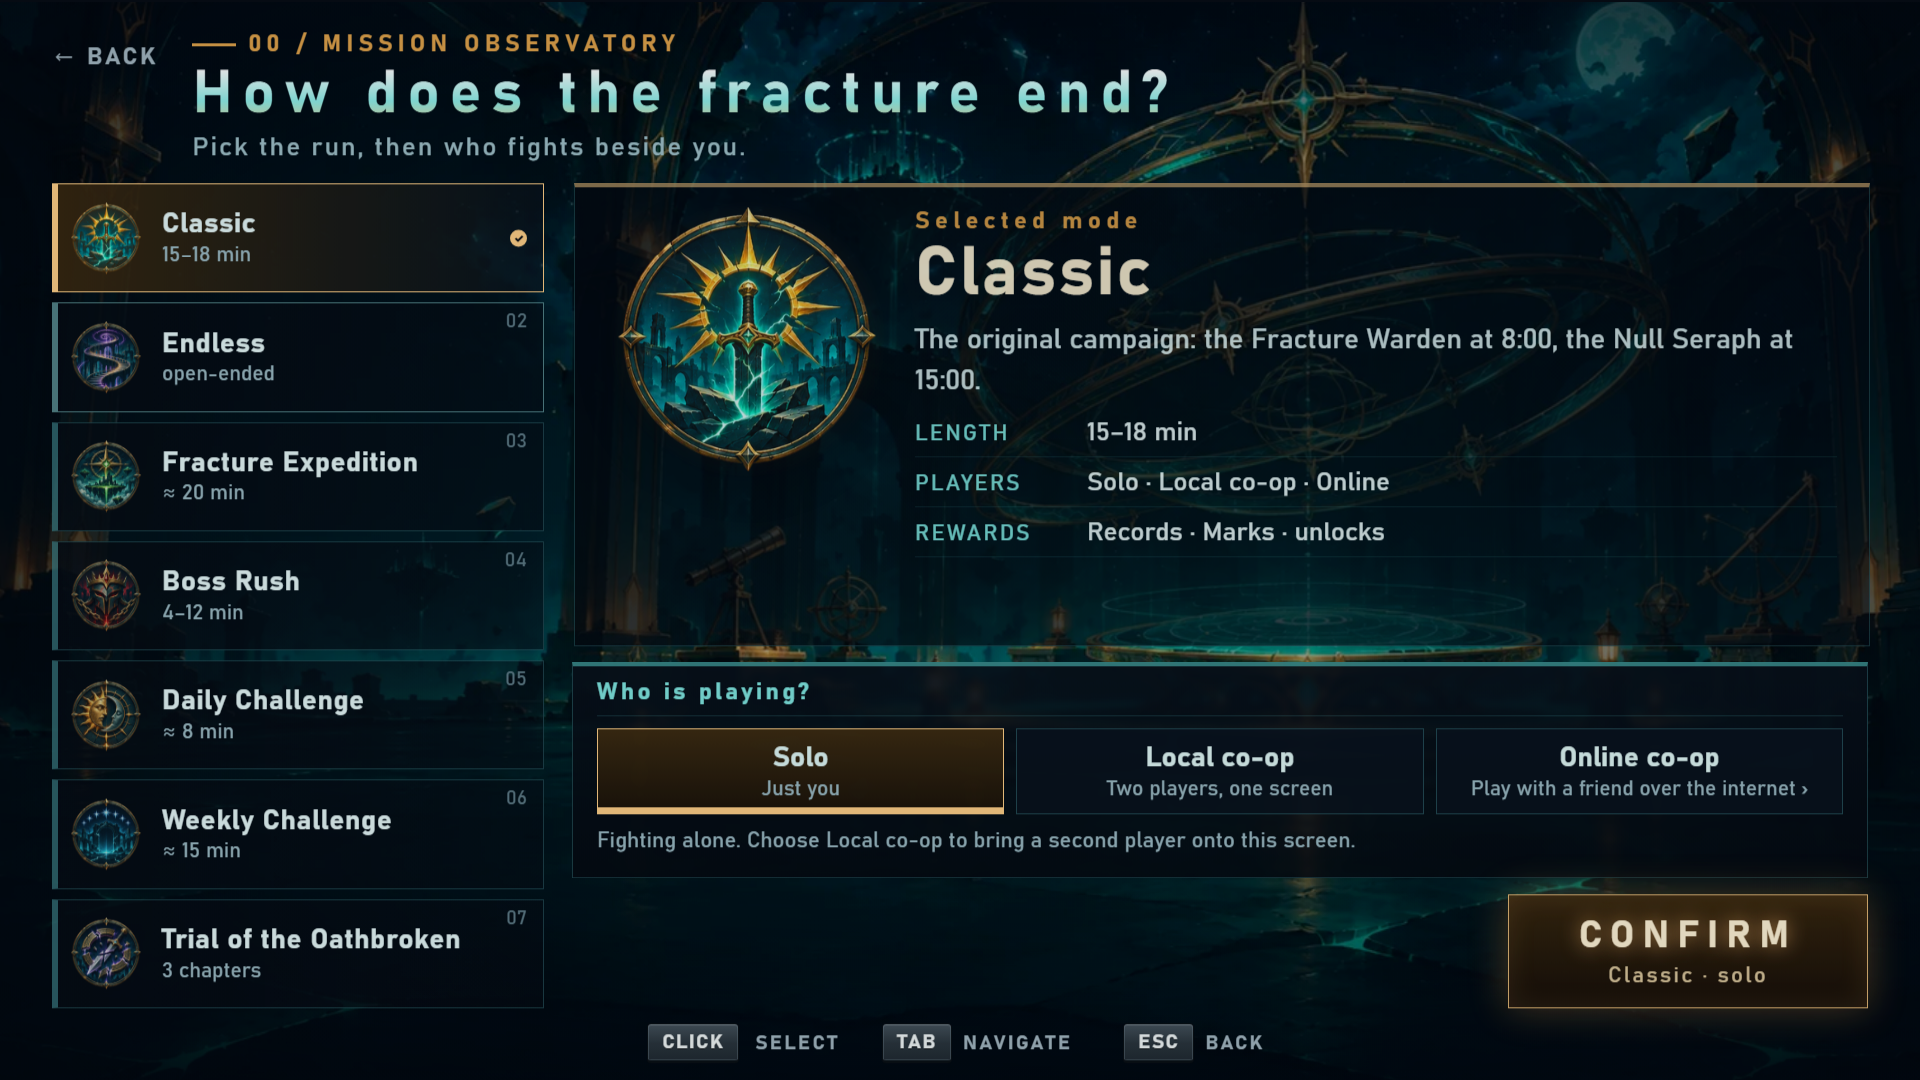 ← BACK
00 / MISSION OBSERVATORY
How does the fracture end?
Pick the run, then who fights beside you.
Classic
15–18 min
02
Endless
open-ended
03
Fracture Expedition
≈ 20 min
04
Boss Rush
4–12 min
05
Daily Challenge
≈ 8 min
06
Weekly Challenge
≈ 15 min
07
Trial of the Oathbroken
3 chapters
Selected mode
Classic
The original campaign: the Fracture Warden at 8:00, the Null Seraph at
15:00.
LENGTH 15–18 min
PLAYERS Solo · Local co-op · Online
REWARDS Records · Marks · unlocks
Who is playing?
Solo
Just you
Local co-op
Two players, one screen
Online co-op
Play with a friend over the internet ›
Fighting alone. Choose Local co-op to bring a second player onto this screen.
CONFIRM
Classic · solo
CLICK SELECT TAB NAVIGATE ESC BACK